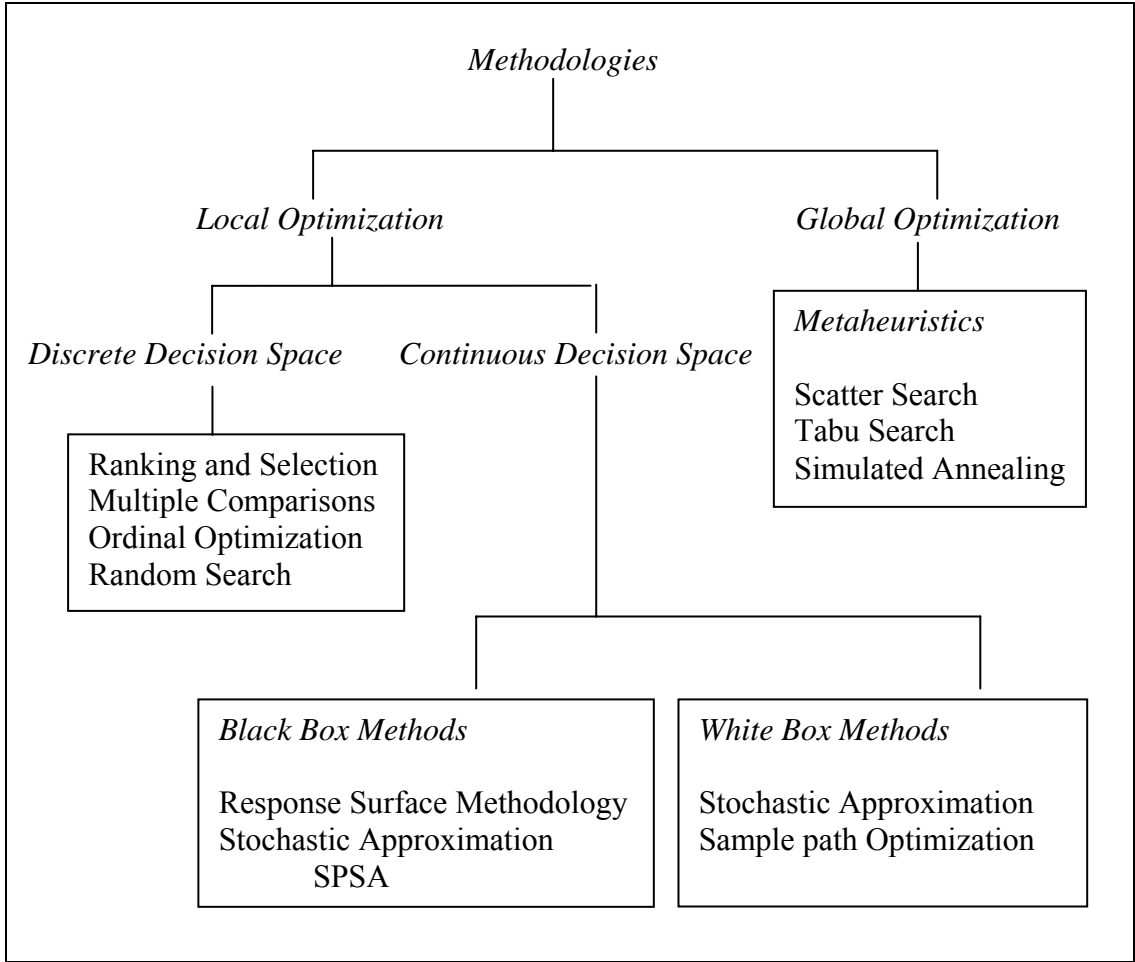 Methodologies
Local Optimization
Global Optimization
Discrete Decision Space
Continuous Decision Space
Metaheuristics
Scatter Search
Tabu Search
Simulated Annealing
Ranking and Selection
Multiple Comparisons
Ordinal Optimization
Random Search
Black Box Methods
Response Surface Methodology
Stochastic Approximation
SPSA
White Box Methods
Stochastic Approximation
Sample path Optimization